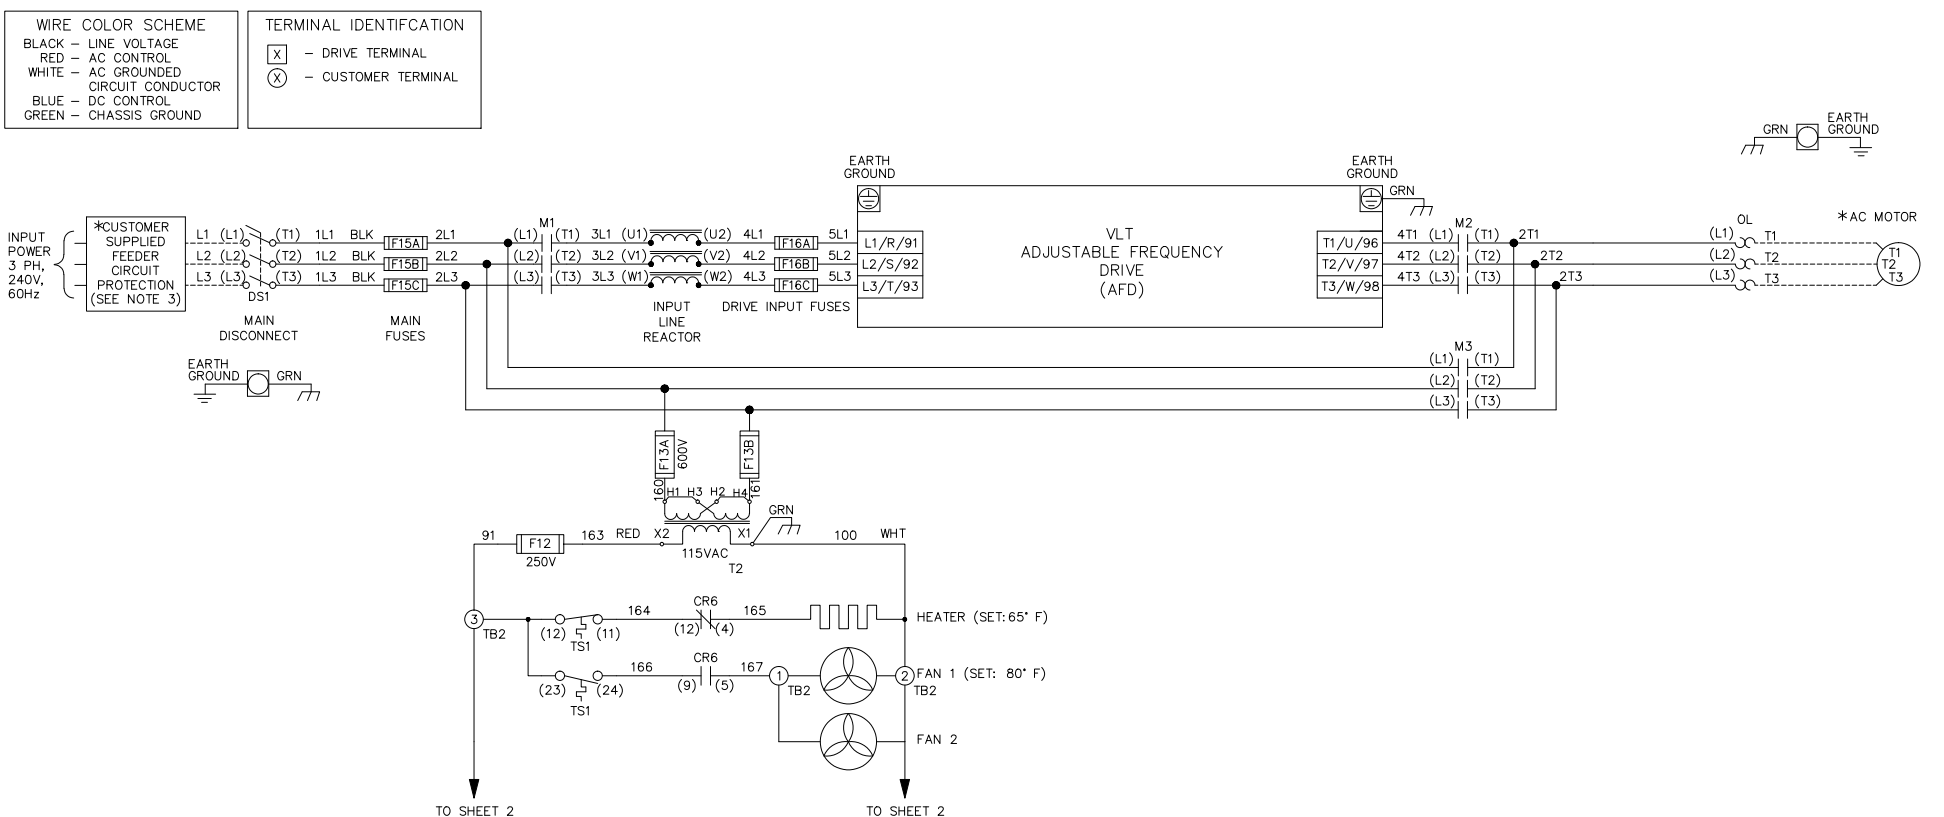 WIRE COLOR SCHEME
BLACK – LINE VOLTAGE
RED – AC CONTROL
WHITE – AC GROUNDED
CIRCUIT CONDUCTOR
BLUE – DC CONTROL
GREEN – CHASSIS GROUND
TERMINAL IDENTIFCATION
X – DRIVE TERMINAL
X – CUSTOMER TERMINAL
GRN
EARTH
GROUND
EARTH
GROUND
EARTH
GROUND
GRN
INPUT
POWER
3 PH,
240V,
60Hz
*CUSTOMER
SUPPLIED
FEEDER
CIRCUIT
PROTECTION
(SEE NOTE 3)
L1 (L1) (T1) 1L1 BLK F15A 2L1
L2 (L2) (T2) 1L2 BLK F15B 2L2
L3 (L3) (T3) 1L3 BLK F15C 2L3
DS1
MAIN
DISCONNECT
MAIN
FUSES
M1
(L1) (T1) 3L1 (U1) (U2) 4L1 F16A 5L1
(L2) (T2) 3L2 (V1) (V2) 4L2 F16B 5L2
(L3) (T3) 3L3 (W1) (W2) 4L3 F16C 5L3
INPUT
LINE
REACTOR
DRIVE INPUT FUSES
L1/R/91
L2/S/92
L3/T/93
VLT
ADJUSTABLE FREQUENCY
DRIVE
(AFD)
T1/U/96
T2/V/97
T3/W/98
M2
4T1 (L1) (T1) 2T1
4T2 (L2) (T2) 2T2
4T3 (L3) (T3) 2T3
OL
(L1) T1
(L2) T2
(L3) T3
*AC MOTOR
T1
T2
T3
EARTH
GROUND
GRN
M3
(L1) (T1)
(L2) (T2)
(L3) (T3)
F13A
600V
F13B
160
H1 H3 H2 H4
161
GRN
91 F12 163 RED X2 X1 100 WHT
250V
115VAC
T2
3
TB2
(12) (11)
TS1
164
CR6
(12) (4)
165
HEATER (SET:65° F)
(23) (24)
TS1
166
CR6
(9) (5)
167
1
TB2
2
TB2
FAN 1 (SET: 80° F)
FAN 2
TO SHEET 2
TO SHEET 2